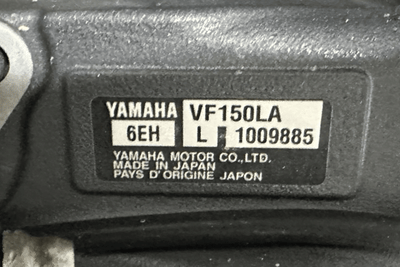 YAMAHA VF150LA
6EH L 1009885
YAMAHA MOTOR CO.,LTD.
MADE IN JAPAN
PAYS D'ORIGINE JAPON